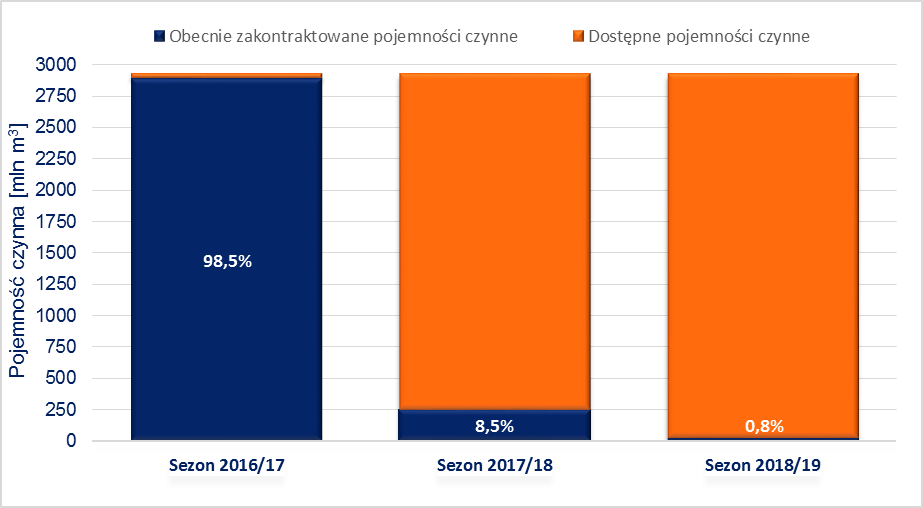 Obecnie zakontraktowane pojemności czynne
Dostępne pojemności czynne
Pojemność czynna [mln m³]
3000
2750
2500
2250
2000
1750
1500
1250
1000
750
500
250
0
98,5%
8,5%
0,8%
Sezon 2016/17
Sezon 2017/18
Sezon 2018/19